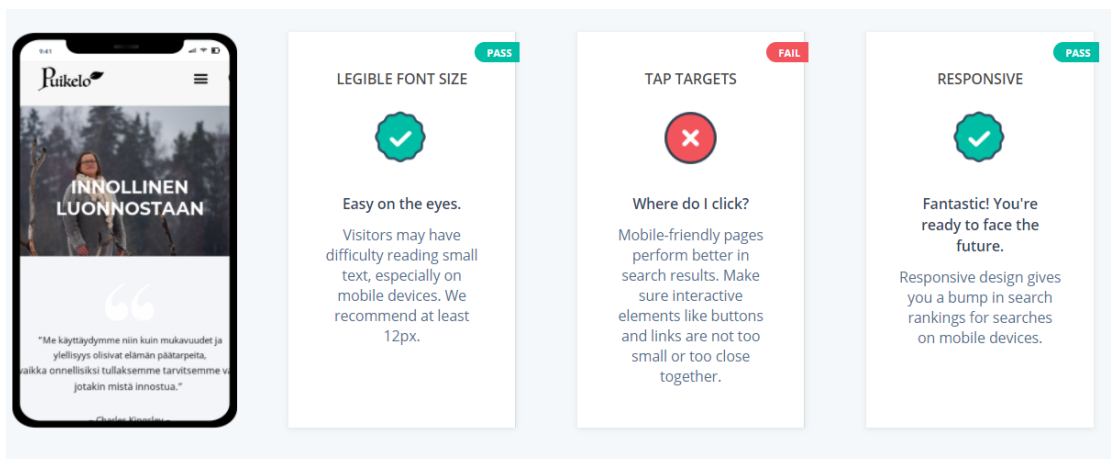 9:41
Puikelo
INNOLLINEN
LUONNOSTAAN
"Me käyttäydymme niin kuin mukavuudet ja
ylellisyys olisivat elämän päätarpeita,
vaikka onnellisiksi tullaksemme tarvitsemme va
jotakin mistä innostua."
- Charles Kingsley -
PASS
LEGIBLE FONT SIZE
Easy on the eyes.
Visitors may have
difficulty reading small
text, especially on
mobile devices. We
recommend at least
12px.
FAIL
TAP TARGETS
Where do I click?
Mobile-friendly pages
perform better in
search results. Make
sure interactive
elements like buttons
and links are not too
small or too close
together.
PASS
RESPONSIVE
Fantastic! You're
ready to face the
future.
Responsive design gives
you a bump in search
rankings for searches
on mobile devices.